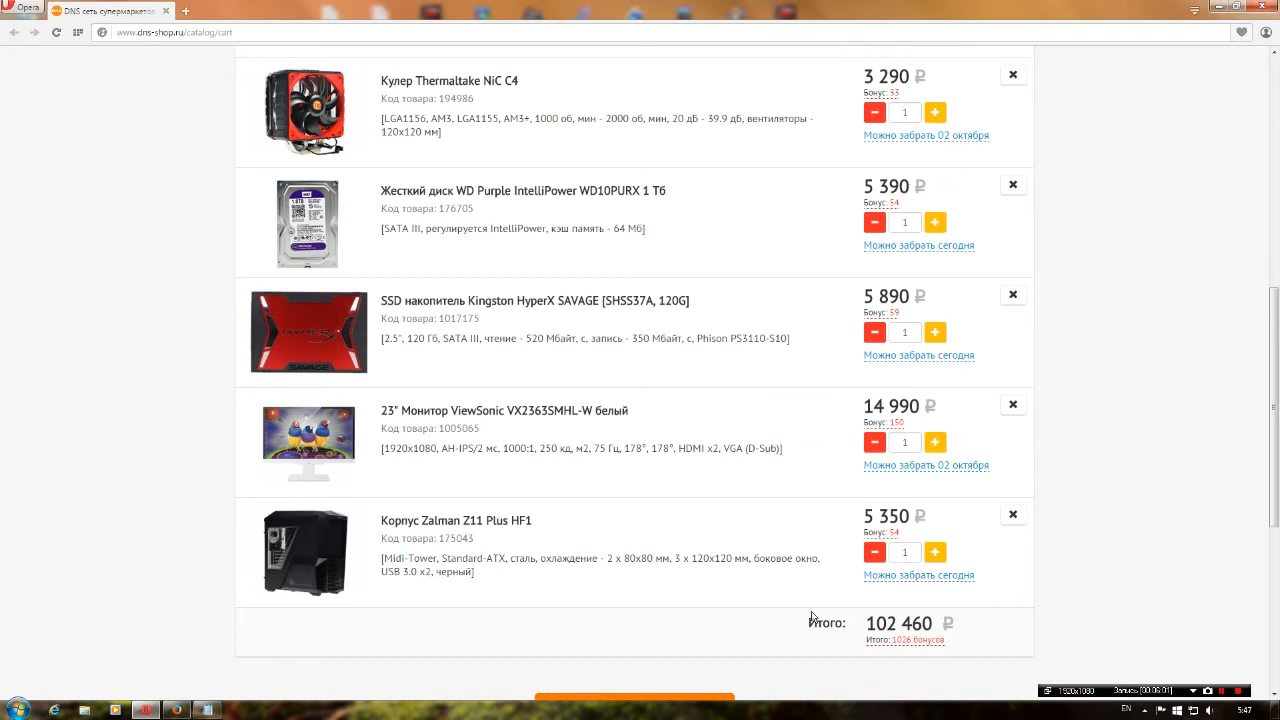 Opera
DNS сеть супермаркетов
www.dns-shop.ru/catalog/cart
Кулер Thermaltake NiC C4
Код товара: 194986
[LGA1156, AM3, LGA1155, AM3+, 1000 об, мин - 2000 об, мин, 20 дБ - 39.9 дБ, вентиляторы -
120x120 мм]
3 290 ₽
Бонус: 33
1
Можно забрать 02 октября
Жесткий диск WD Purple IntelliPower WD10PURX 1 Тб
Код товара: 176705
[SATA III, регулируется IntelliPower, кэш память - 64 Мб]
5 390 ₽
Бонус: 54
1
Можно забрать сегодня
SSD накопитель Kingston HyperX SAVAGE [SHSS37A, 120G]
Код товара: 1017175
[2.5", 120 Гб, SATA III, чтение - 520 Мбайт, с, запись - 350 Мбайт, с, Phison PS3110-S10]
5 890 ₽
Бонус: 59
1
Можно забрать сегодня
23" Монитор ViewSonic VX2363SMHL-W белый
Код товара: 1005065
[1920x1080, AH-IPS/2 мс, 1000:1, 250 кд, м2, 75 Гц, 178°, 178°, HDMI x2, VGA (D-Sub)]
14 990 ₽
Бонус: 150
1
Можно забрать 02 октября
Корпус Zalman Z11 Plus HF1
Код товара: 175043
[Midi-Tower, Standard-ATX, сталь, охлаждение - 2 x 80x80 мм, 3 x 120x120 мм, боковое окно,
USB 3.0 x2, черный]
5 350 ₽
Бонус: 54
1
Можно забрать сегодня
Итого:
102 460 ₽
Итого: 1026 бонусов
1920x1080
Запись [00:06:01]
EN
5:47